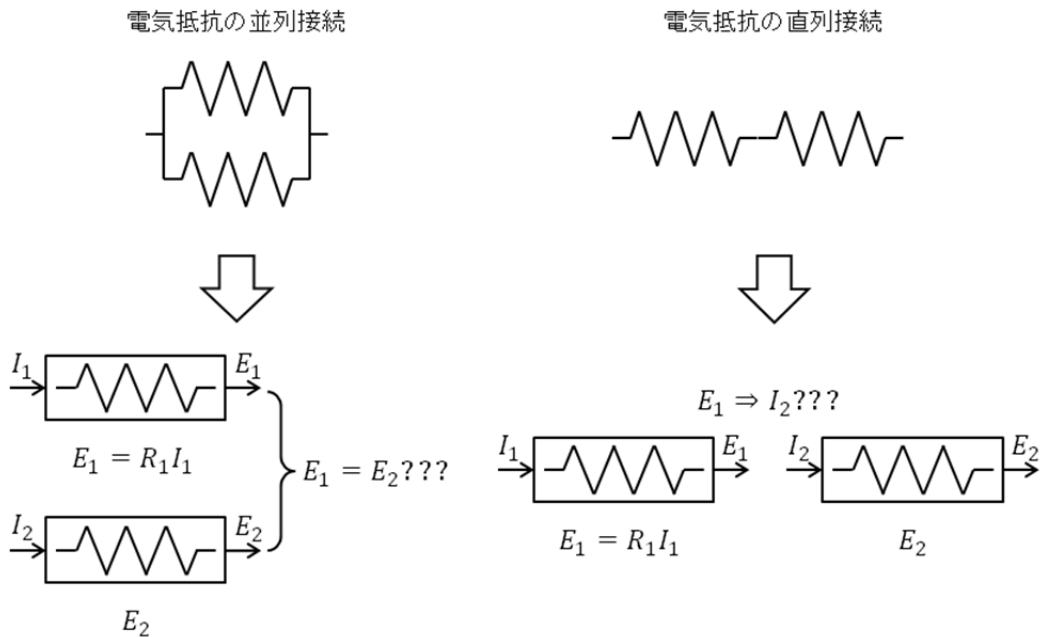 電気抵抗の並列接続
電気抵抗の直列接続
I₁
E₁
E₁ = R₁I₁
E₁ = E₂???
I₂
E₂
E₂
E₁ ⇒ I₂???
I₁
E₁
I₂
E₂
E₁ = R₁I₁
E₂